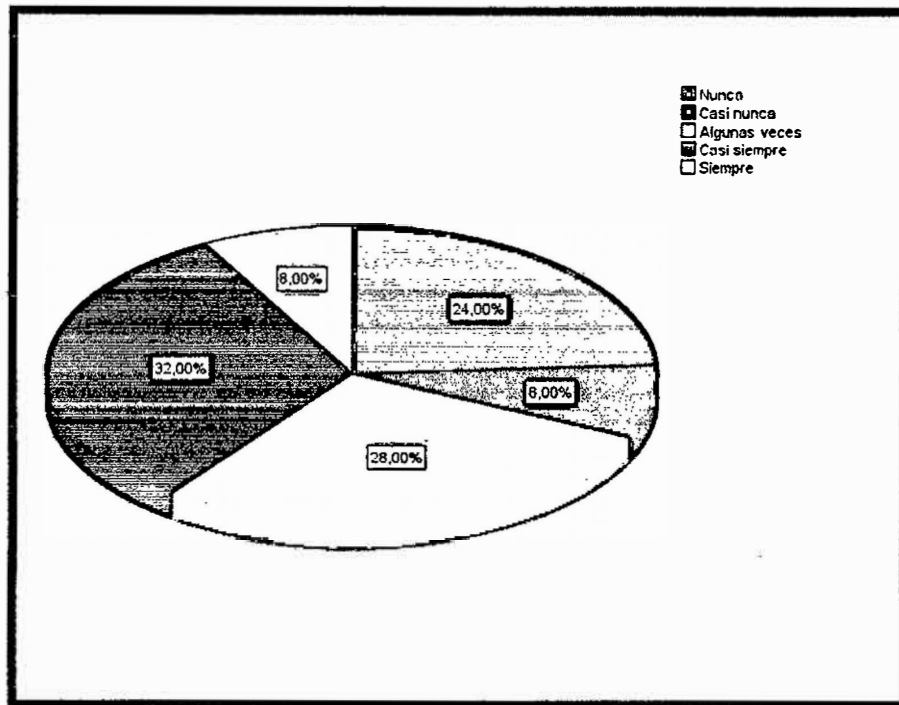 Nunca
Casi nunca
Algunas veces
Casi siempre
Siempre
8,00%
24,00%
32,00%
8,00%
28,00%